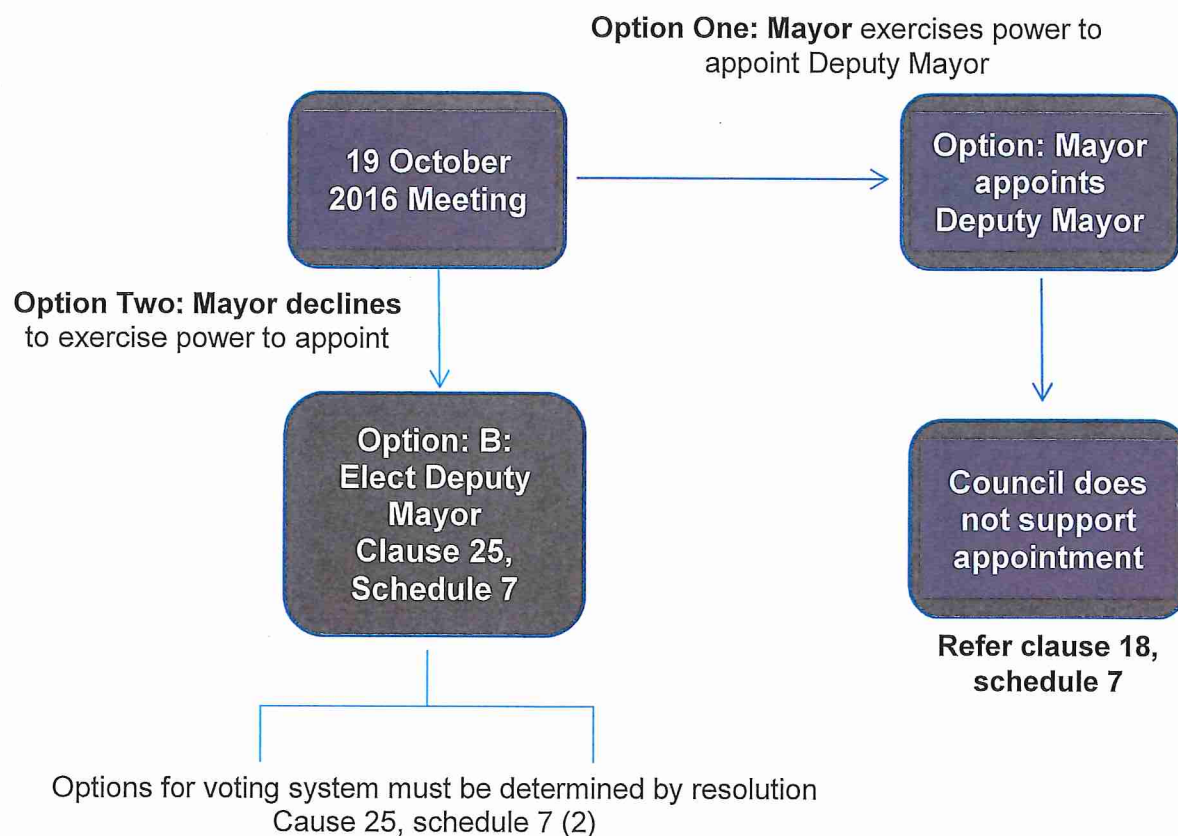 Option One: Mayor exercises power to
appoint Deputy Mayor
19 October
2016 Meeting
Option: Mayor
appoints
Deputy Mayor
Option Two: Mayor declines
to exercise power to appoint
Option: B:
Elect Deputy
Mayor
Clause 25,
Schedule 7
Council does
not support
appointment
Refer clause 18,
schedule 7
Options for voting system must be determined by resolution
Cause 25, schedule 7 (2)